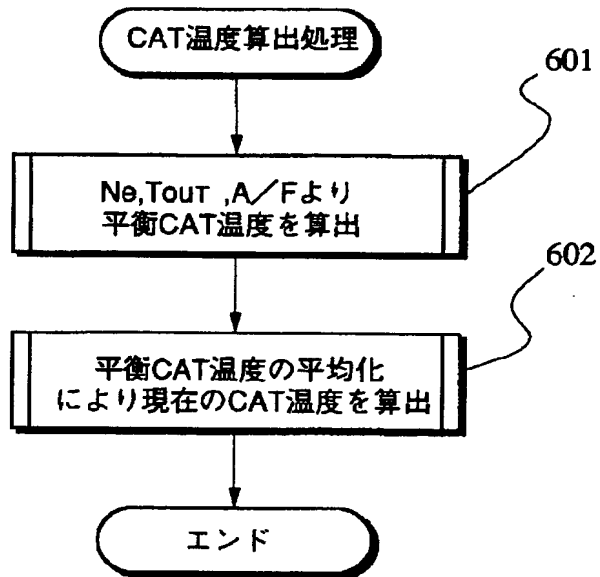 CAT温度算出処理
601
Ne,TOUT ,A／Fより
平衡CAT温度を算出
602
平衡CAT温度の平均化
により現在のCAT温度を算出
エンド